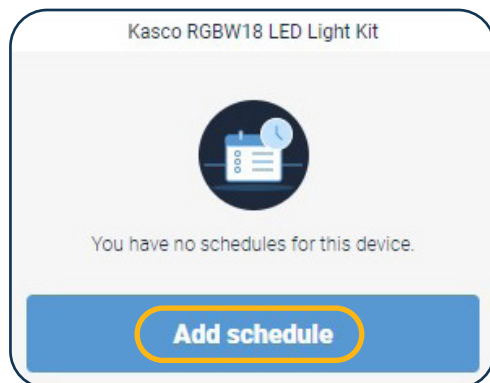 Kasco RGBW18 LED Light Kit
You have no schedules for this device.
Add schedule